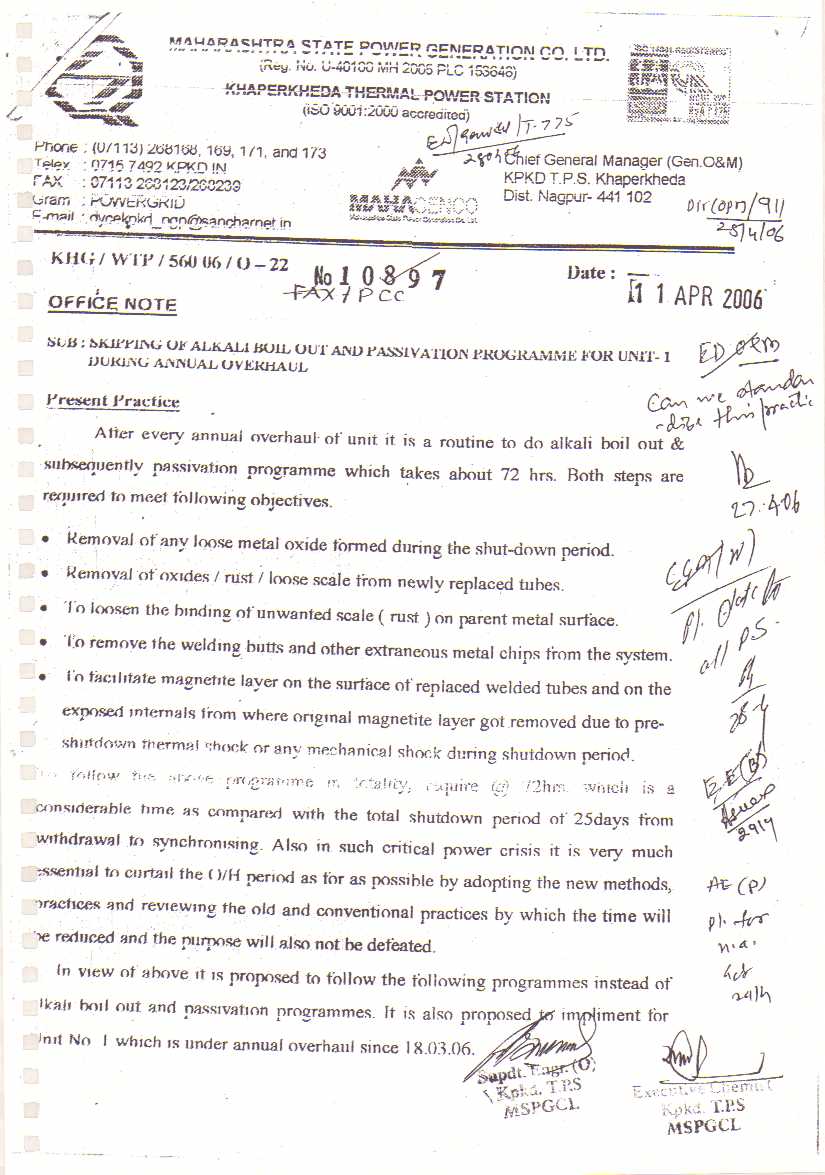 MAHARASHTRA STATE POWER GENERATION CO. LTD.
(Reg. No. U-40100 MH 2005 PLC 153648)
KHAPERKHEDA THERMAL POWER STATION
(ISO 9001:2000 accredited)
T-775
Phone : (07113) 268168, 169, 171, and 173
Telex : 0715 7492 KPKD IN
FAX : 07113 268123/268239
Gram : POWERGRID
E-mail : dycekpkd_ngp@sancharnet.in
MAHAGENCO
Maharashtra State Power Generation Co. Ltd.
Chief General Manager (Gen.O&M)
KPKD T.P.S. Khaperkheda
Dist. Nagpur- 441 102
Dir(opn)/911
28/4/06
KHG / WTP / 560 06 / O – 22
No 10897
FAX / PCC
Date :
11 APR 2006
OFFICE NOTE
SUB : SKIPPING OF ALKALI BOIL OUT AND PASSIVATION PROGRAMME FOR UNIT- 1
DURING ANNUAL OVERHAUL
ED O&M
Can we standar
-dize this practic
27.4.06
Present Practice
After every annual overhaul of unit it is a routine to do alkali boil out &
subsequently passivation programme which takes about 72 hrs. Both steps are
required to meet following objectives.
• Removal of any loose metal oxide formed during the shut-down period.
• Removal of oxides / rust / loose scale from newly replaced tubes.
• To loosen the binding of unwanted scale ( rust ) on parent metal surface.
• To remove the welding butts and other extraneous metal chips from the system.
• To facilitate magnetite layer on the surface of replaced welded tubes and on the
exposed internals from where original magnetite layer got removed due to pre-
shutdown thermal shock or any mechanical shock during shutdown period.
all P.S.
28/4
29/4
To follow the above programme in totality, require @ 72hrs. which is a
considerable time as compared with the total shutdown period of 25days from
withdrawal to synchronising. Also in such critical power crisis it is very much
essential to curtail the O/H period as for as possible by adopting the new methods,
practices and reviewing the old and conventional practices by which the time will
be reduced and the purpose will also not be defeated.
AE (P)
pl. for
n.a.
29/4
In view of above it is proposed to follow the following programmes instead of
alkali boil out and passivation programmes. It is also proposed to impliment for
Unit No. 1 which is under annual overhaul since 18.03.06.
Supdt. Engr. (O)
Kpkd. T.P.S
MSPGCL
Executive Chemist
Kpkd. T.P.S
MSPGCL